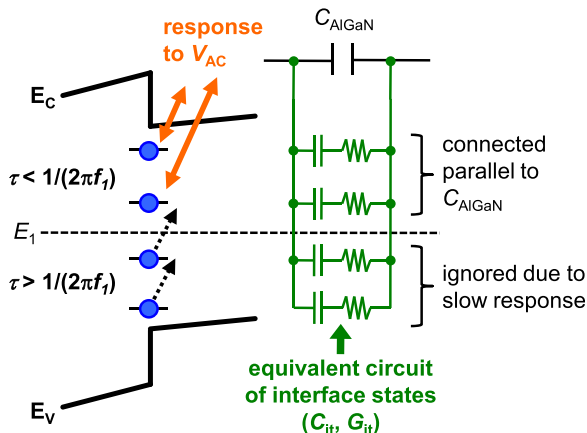 C_AlGaN
response
to V_AC
E_C
τ < 1/(2πf_1)
connected
parallel to
C_AlGaN
E_1
τ > 1/(2πf_1)
ignored due to
slow response
equivalent circuit
of interface states
(C_it, G_it)
E_V